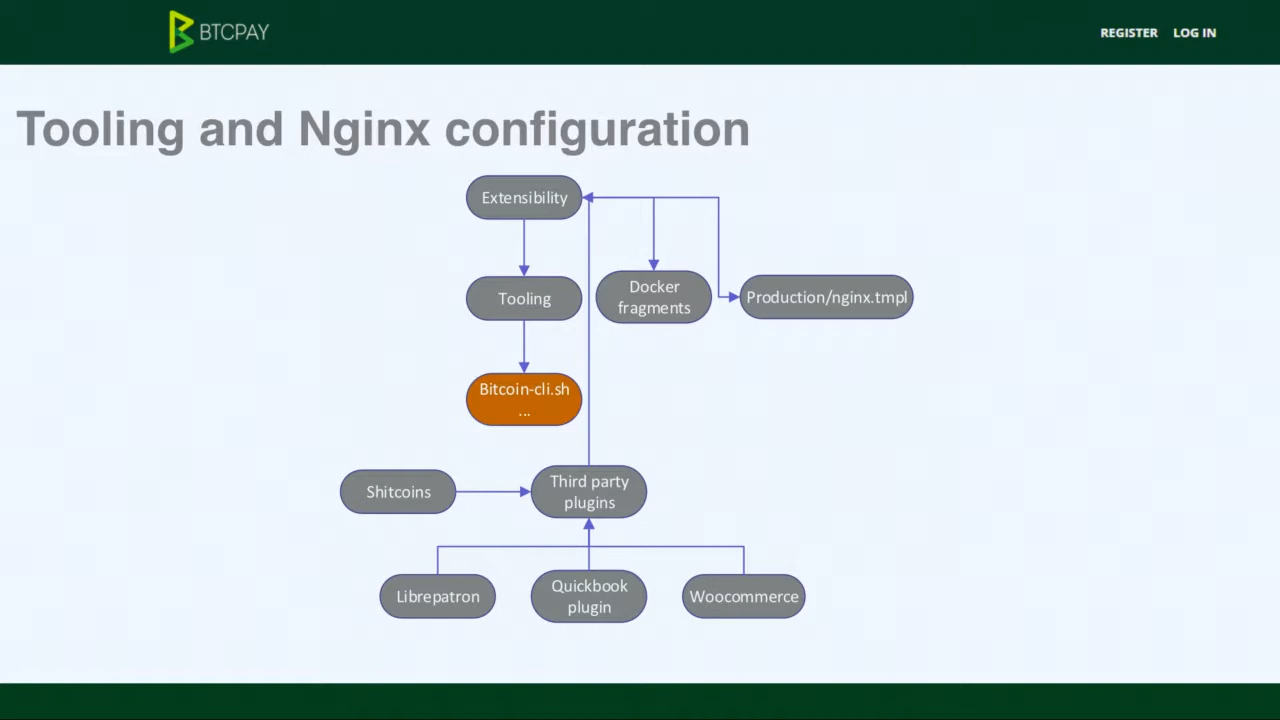 BTCPAY
REGISTER LOG IN
Tooling and Nginx configuration
Extensibility
Tooling
Docker
fragments
Production/nginx.tmpl
Bitcoin-cli.sh
...
Shitcoins
Third party
plugins
Librepatron
Quickbook
plugin
Woocommerce